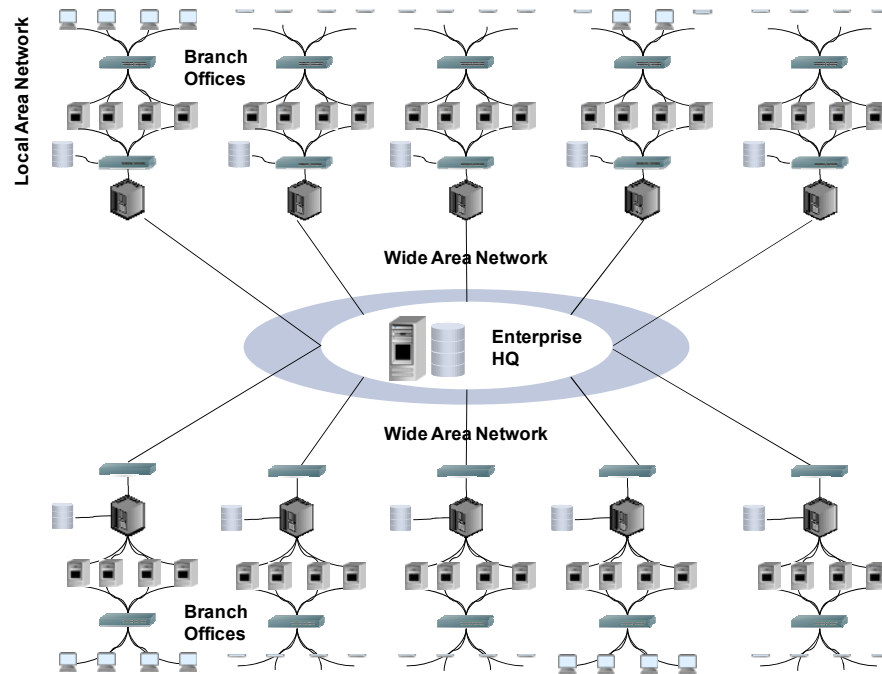 Local Area Network
Branch
Offices
Wide Area Network
Enterprise
HQ
Wide Area Network
Branch
Offices